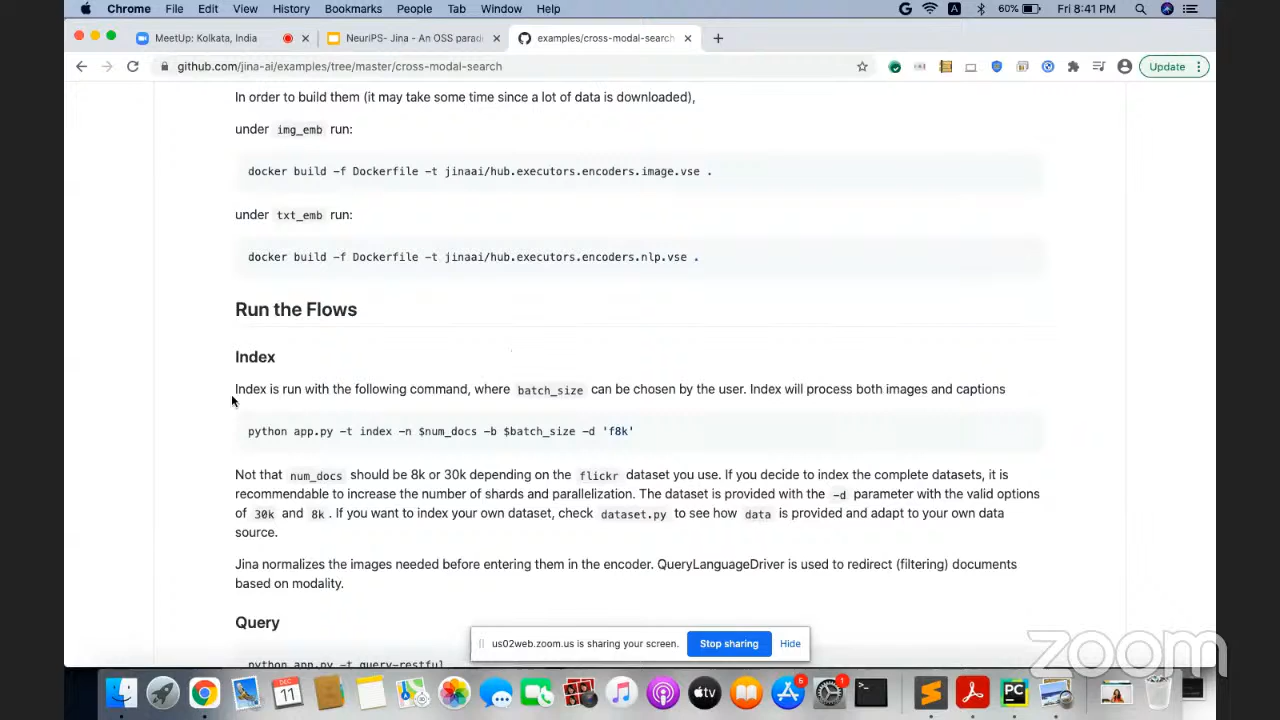 Chrome File Edit View History Bookmarks People Tab Window Help 60% Fri 8:41 PM
MeetUp: Kolkata, India NeuriPS- Jina - An OSS paradi examples/cross-modal-search
github.com/jina-ai/examples/tree/master/cross-modal-search Update
In order to build them (it may take some time since a lot of data is downloaded),
under img_emb run:
docker build -f Dockerfile -t jinaai/hub.executors.encoders.image.vse .
under txt_emb run:
docker build -f Dockerfile -t jinaai/hub.executors.encoders.nlp.vse .
Run the Flows
Index
Index is run with the following command, where batch_size can be chosen by the user. Index will process both images and captions
python app.py -t index -n $num_docs -b $batch_size -d 'f8k'
Not that num_docs should be 8k or 30k depending on the flickr dataset you use. If you decide to index the complete datasets, it is
recommendable to increase the number of shards and parallelization. The dataset is provided with the -d parameter with the valid options
of 30k and 8k . If you want to index your own dataset, check dataset.py to see how data is provided and adapt to your own data
source.
Jina normalizes the images needed before entering them in the encoder. QueryLanguageDriver is used to redirect (filtering) documents
based on modality.
Query
us02web.zoom.us is sharing your screen. Stop sharing Hide
python app.py -t query-restful
zoom
DEC
11
tv
6
1
PC